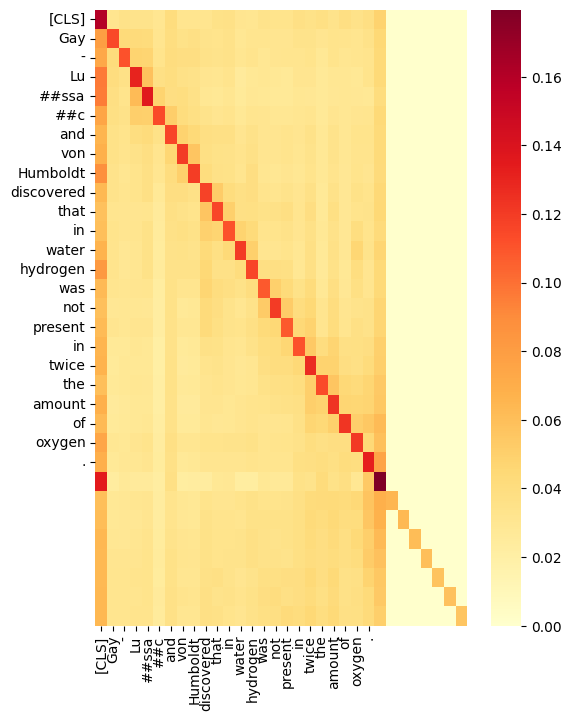 [CLS]
Gay
-
Lu
##ssa
##c
and
von
Humboldt
discovered
that
in
water
hydrogen
was
not
present
in
twice
the
amount
of
oxygen
.
0.16
0.14
0.12
0.10
0.08
0.06
0.04
0.02
0.00
[CLS]
Gay
-
Lu
##ssa
##c
and
von
Humboldt
discovered
that
in
water
hydrogen
was
not
present
in
twice
the
amount
of
oxygen
.